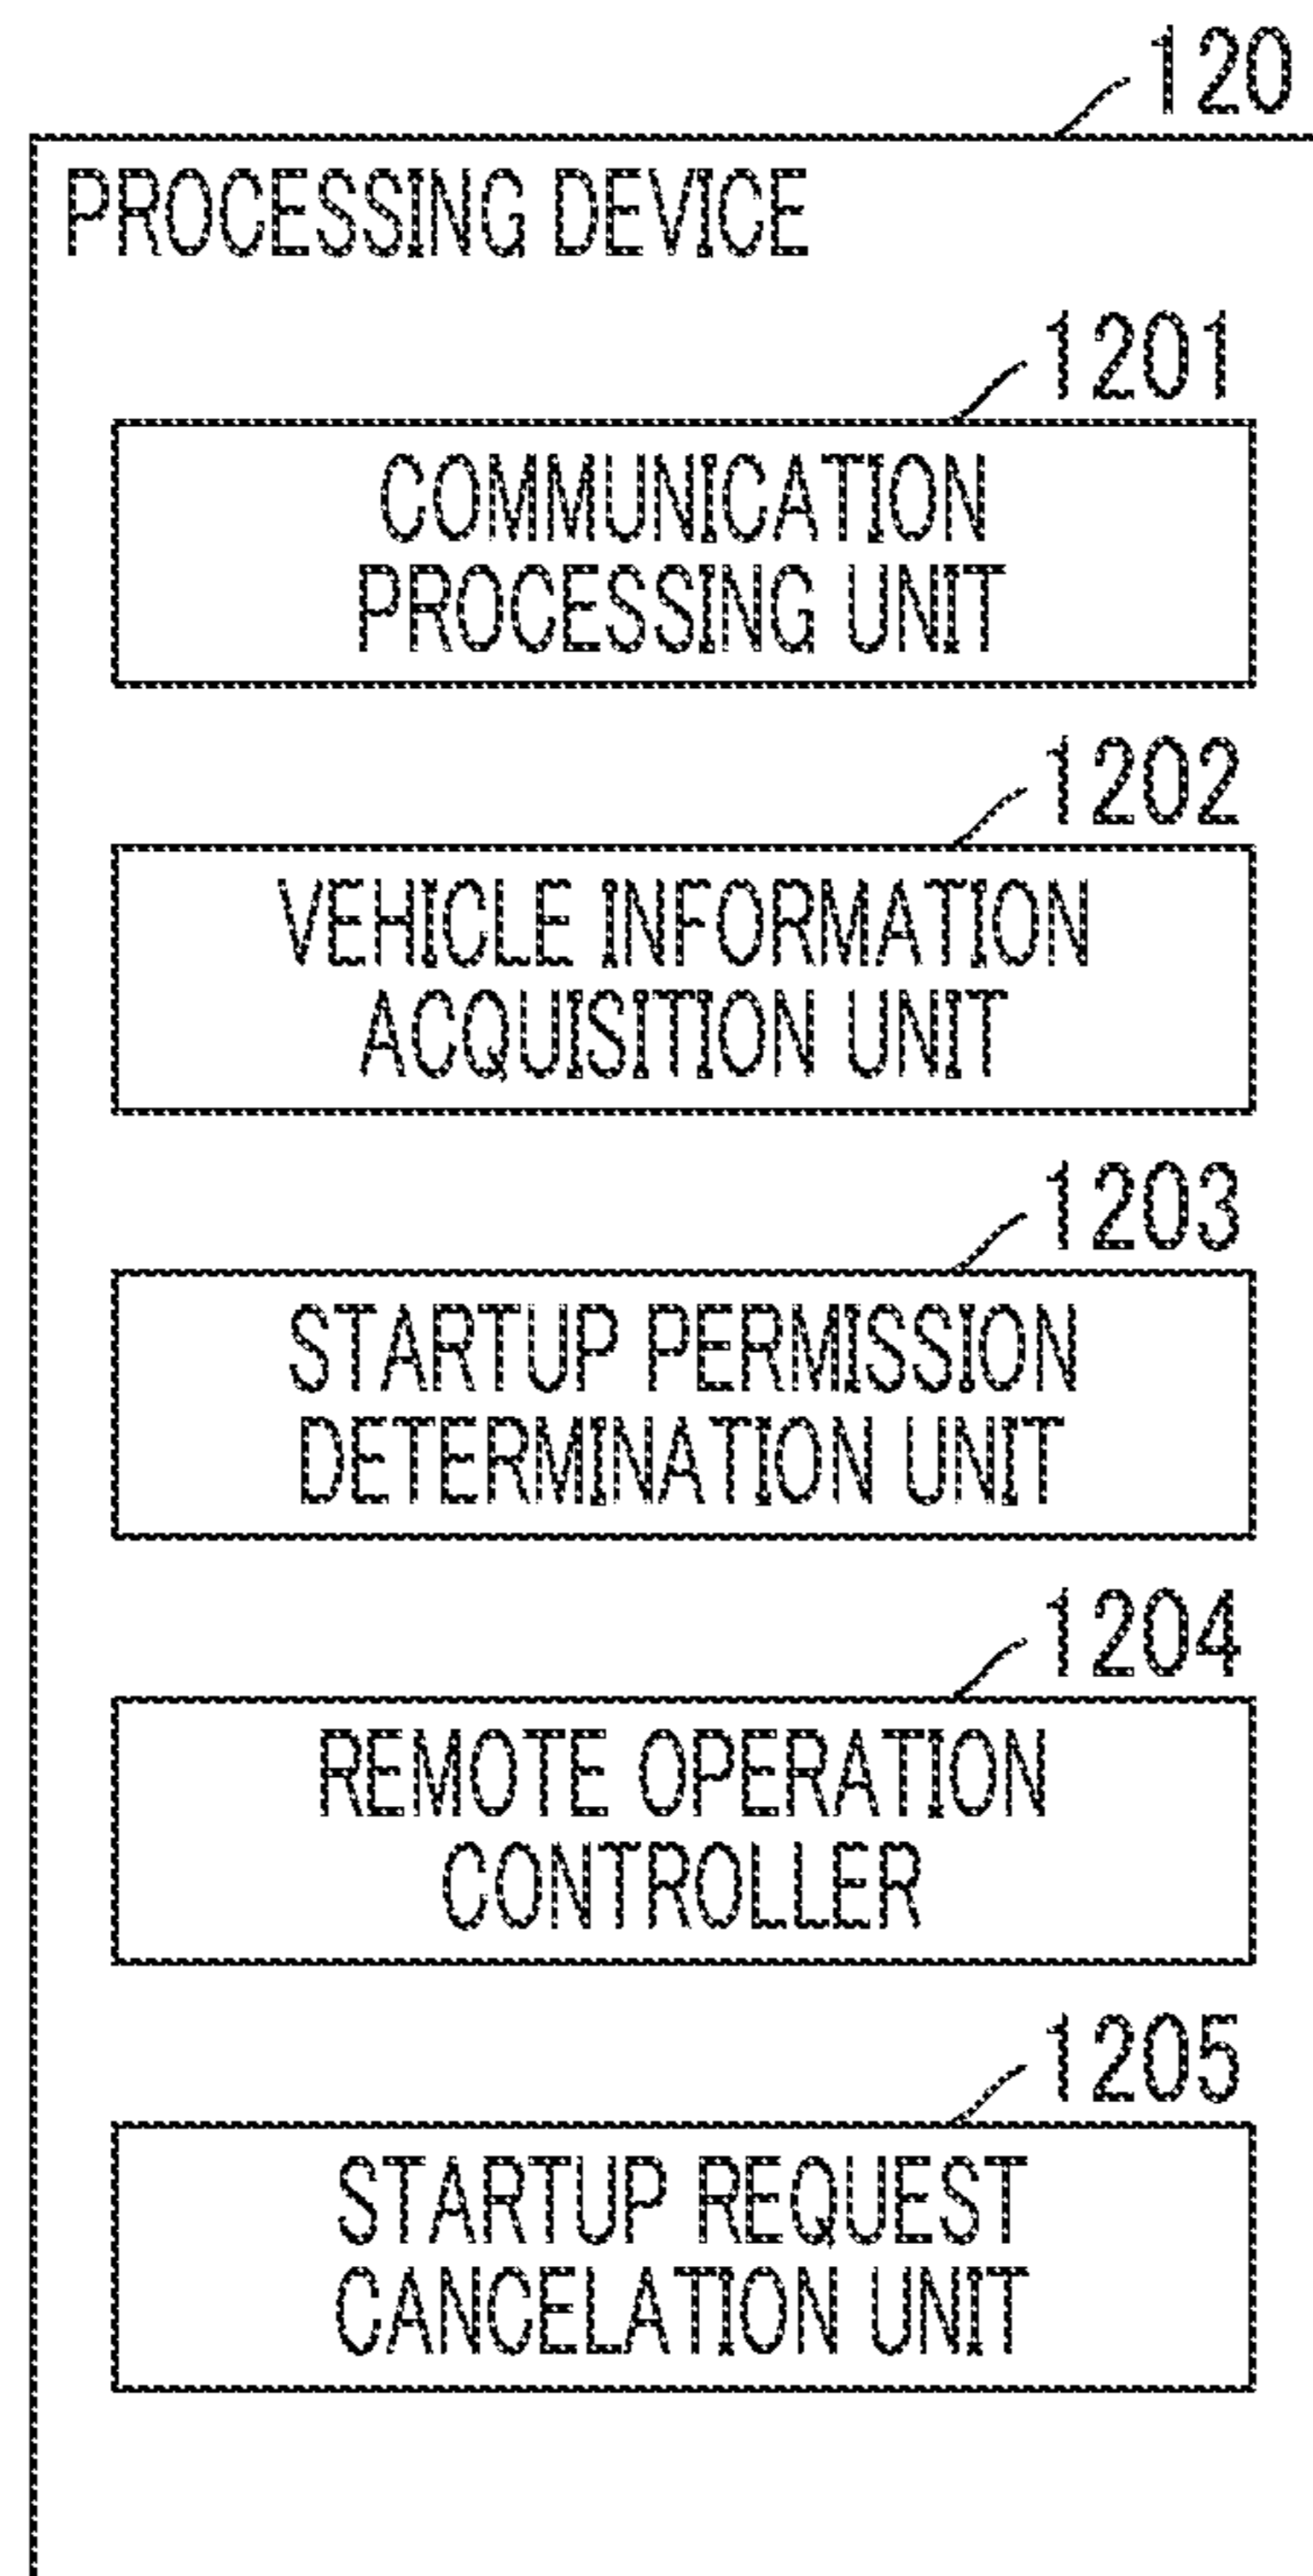 120
PROCESSING DEVICE
1201
COMMUNICATION
PROCESSING UNIT
1202
VEHICLE INFORMATION
ACQUISITION UNIT
1203
STARTUP PERMISSION
DETERMINATION UNIT
1204
REMOTE OPERATION
CONTROLLER
1205
STARTUP REQUEST
CANCELATION UNIT